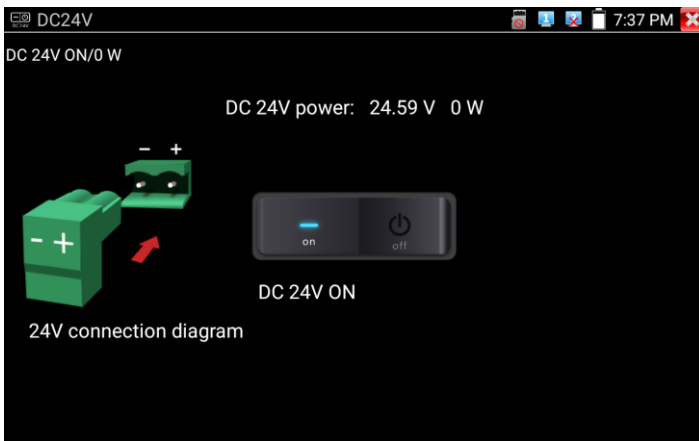 DC24V
7:37 PM
DC 24V ON/0 W
DC 24V power: 24.59 V 0 W
- +
- +
on
off
DC 24V ON
24V connection diagram